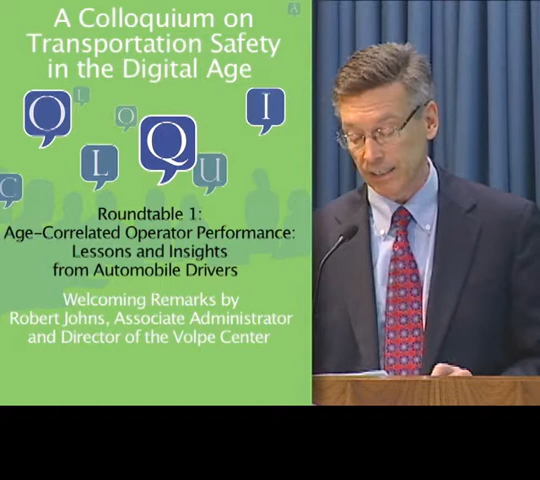 A Colloquium on
Transportation Safety
in the Digital Age
A
O
L
O
I
C
L
Q
U
Roundtable 1:
Age-Correlated Operator Performance:
Lessons and Insights
from Automobile Drivers
Welcoming Remarks by
Robert Johns, Associate Administrator
and Director of the Volpe Center